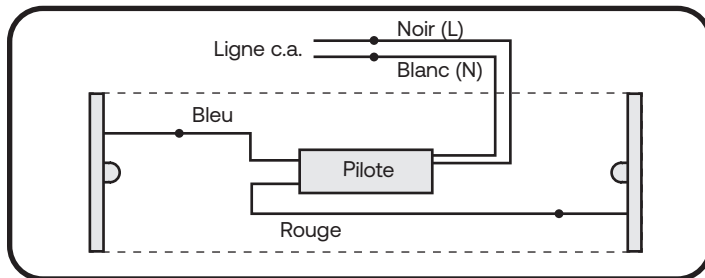 Noir (L)
Ligne c.a.
Blanc (N)
Bleu
Pilote
Rouge